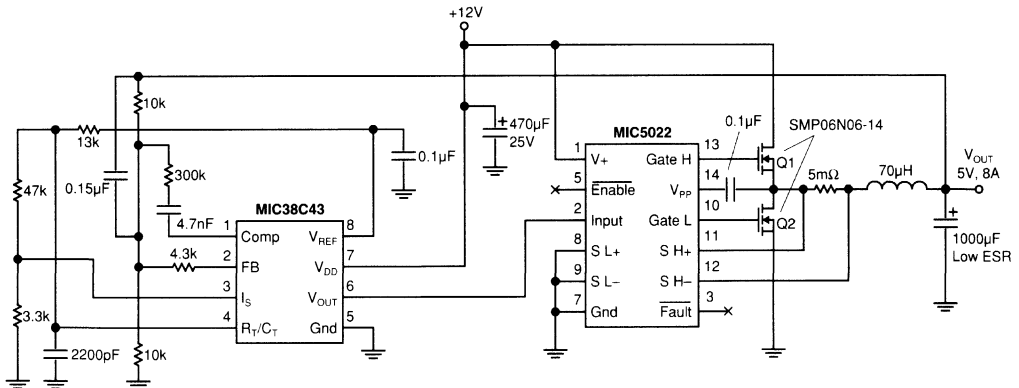 +12V
10k
13k
470µF
25V
0.1µF
SMP06N06-14
MIC5022
0.1µF
47k
0.15µF
300k
4.7nF
MIC38C43
1 Comp
VREF 8
2 FB
VDD 7
4.3k
3 IS
VOUT 6
4 RT/CT
Gnd 5
3.3k
2200pF
10k
1 V+
Gate H 13
5 Enable
VPP 14
2 Input
Gate L 10
8 S L+
S H+ 11
9 S L−
S H− 12
7 Gnd
Fault 3
Q1
Q2
5mΩ
70µH
VOUT
5V, 8A
+
1000µF
Low ESR
+